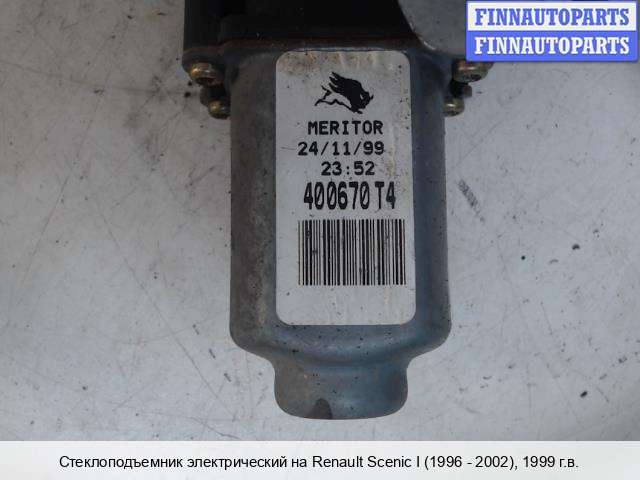 FINNAUTOPARTS
FINNAUTOPARTS
MERITOR
24/11/99
23:52
400670 T4
Стеклоподъемник электрический на Renault Scenic I (1996 - 2002), 1999 г.в.